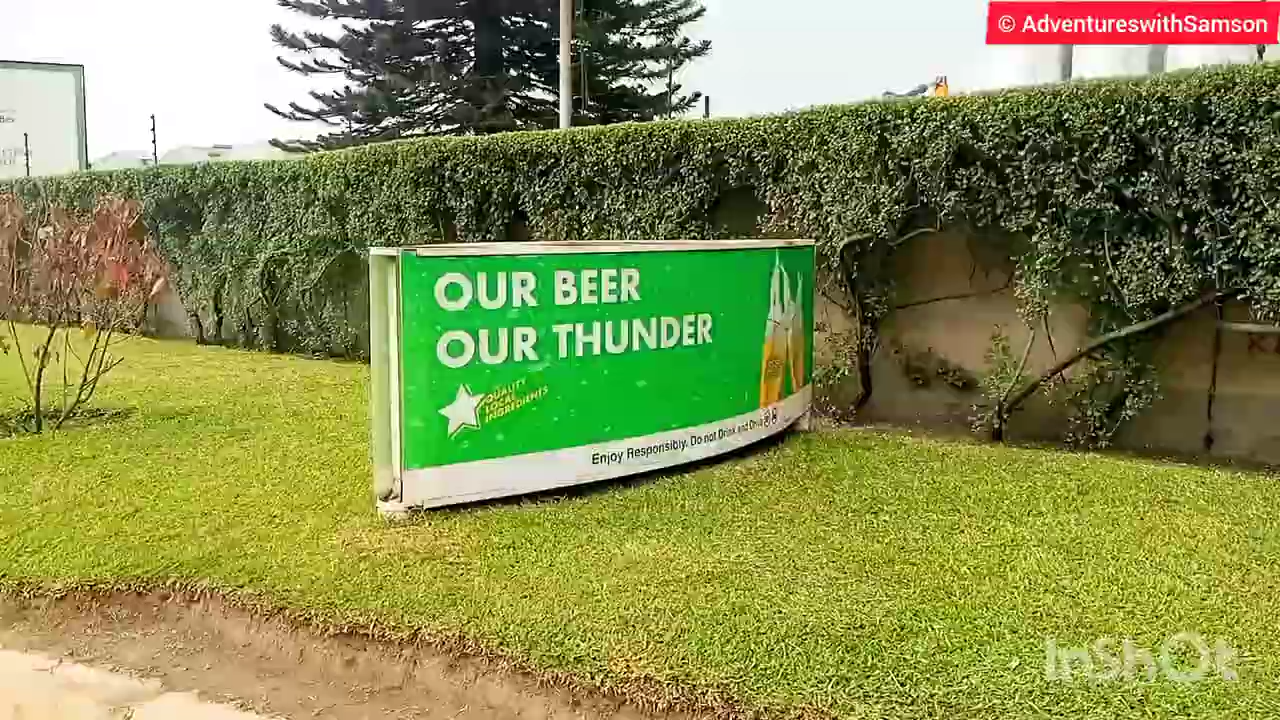 © AdventureswithSamson
OUR BEER
OUR THUNDER
QUALITY
LOCAL
INGREDIENTS
Enjoy Responsibly. Do not Drink and Drive
InShOt